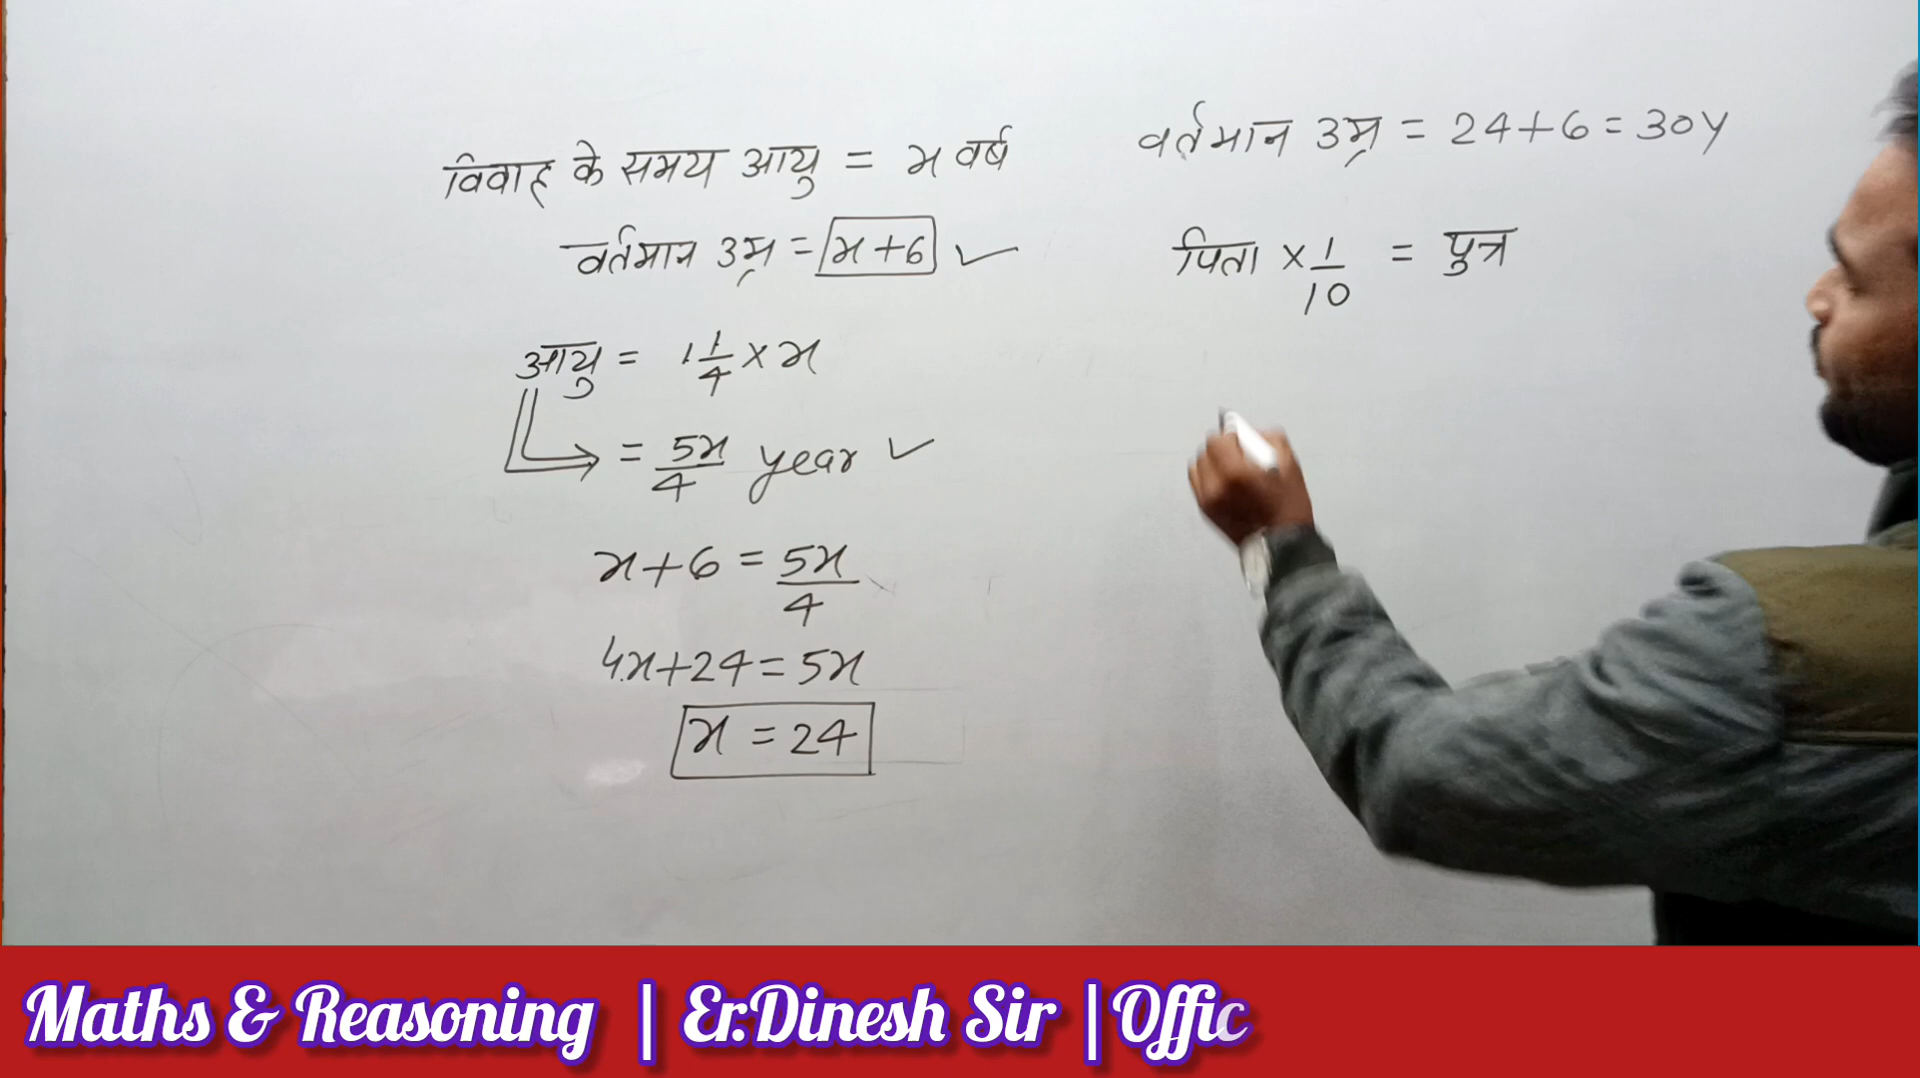 विवाह के समय आयु = x वर्ष
वर्तमान उम्र = x+6 ✓
आयु = 1 1/4 × x
= 5x/4 year ✓
x+6 = 5x/4
4x+24 = 5x
x = 24
वर्तमान उम्र = 24+6 = 30y
पिता × 1/10 = पुत्र
Maths & Reasoning | Er.Dinesh Sir | Offic